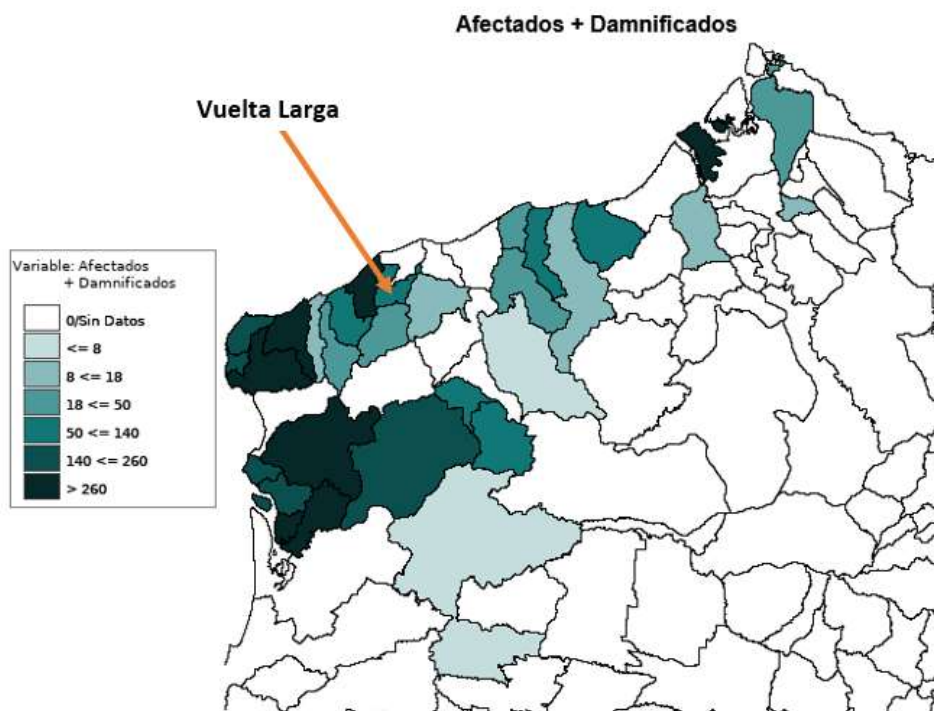 Afectados + Damnificados
Vuelta Larga
Variable: Afectados
+ Damnificados
0/Sin Datos
<= 8
8 <= 18
18 <= 50
50 <= 140
140 <= 260
> 260